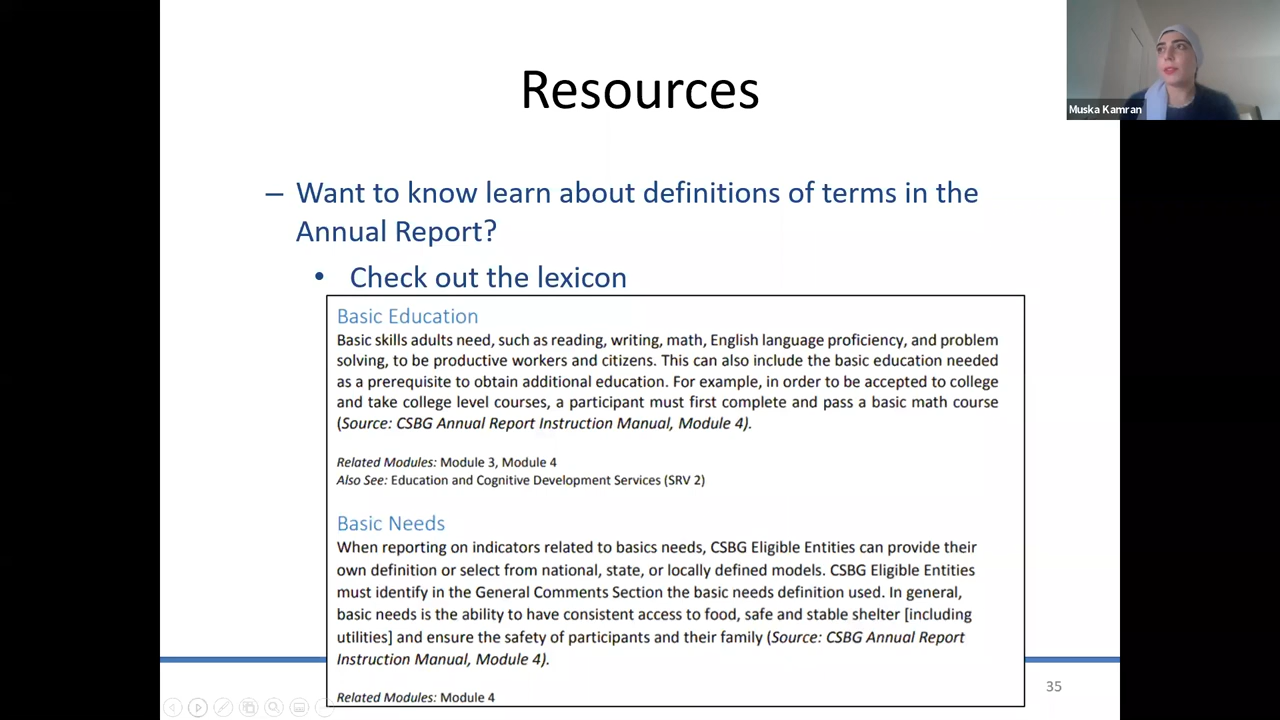 Resources
Muska Kamran
– Want to know learn about definitions of terms in the
Annual Report?
• Check out the lexicon
Basic Education
Basic skills adults need, such as reading, writing, math, English language proficiency, and problem
solving, to be productive workers and citizens. This can also include the basic education needed
as a prerequisite to obtain additional education. For example, in order to be accepted to college
and take college level courses, a participant must first complete and pass a basic math course
(Source: CSBG Annual Report Instruction Manual, Module 4).
Related Modules: Module 3, Module 4
Also See: Education and Cognitive Development Services (SRV 2)
Basic Needs
When reporting on indicators related to basics needs, CSBG Eligible Entities can provide their
own definition or select from national, state, or locally defined models. CSBG Eligible Entities
must identify in the General Comments Section the basic needs definition used. In general,
basic needs is the ability to have consistent access to food, safe and stable shelter [including
utilities] and ensure the safety of participants and their family (Source: CSBG Annual Report
Instruction Manual, Module 4).
Related Modules: Module 4
35